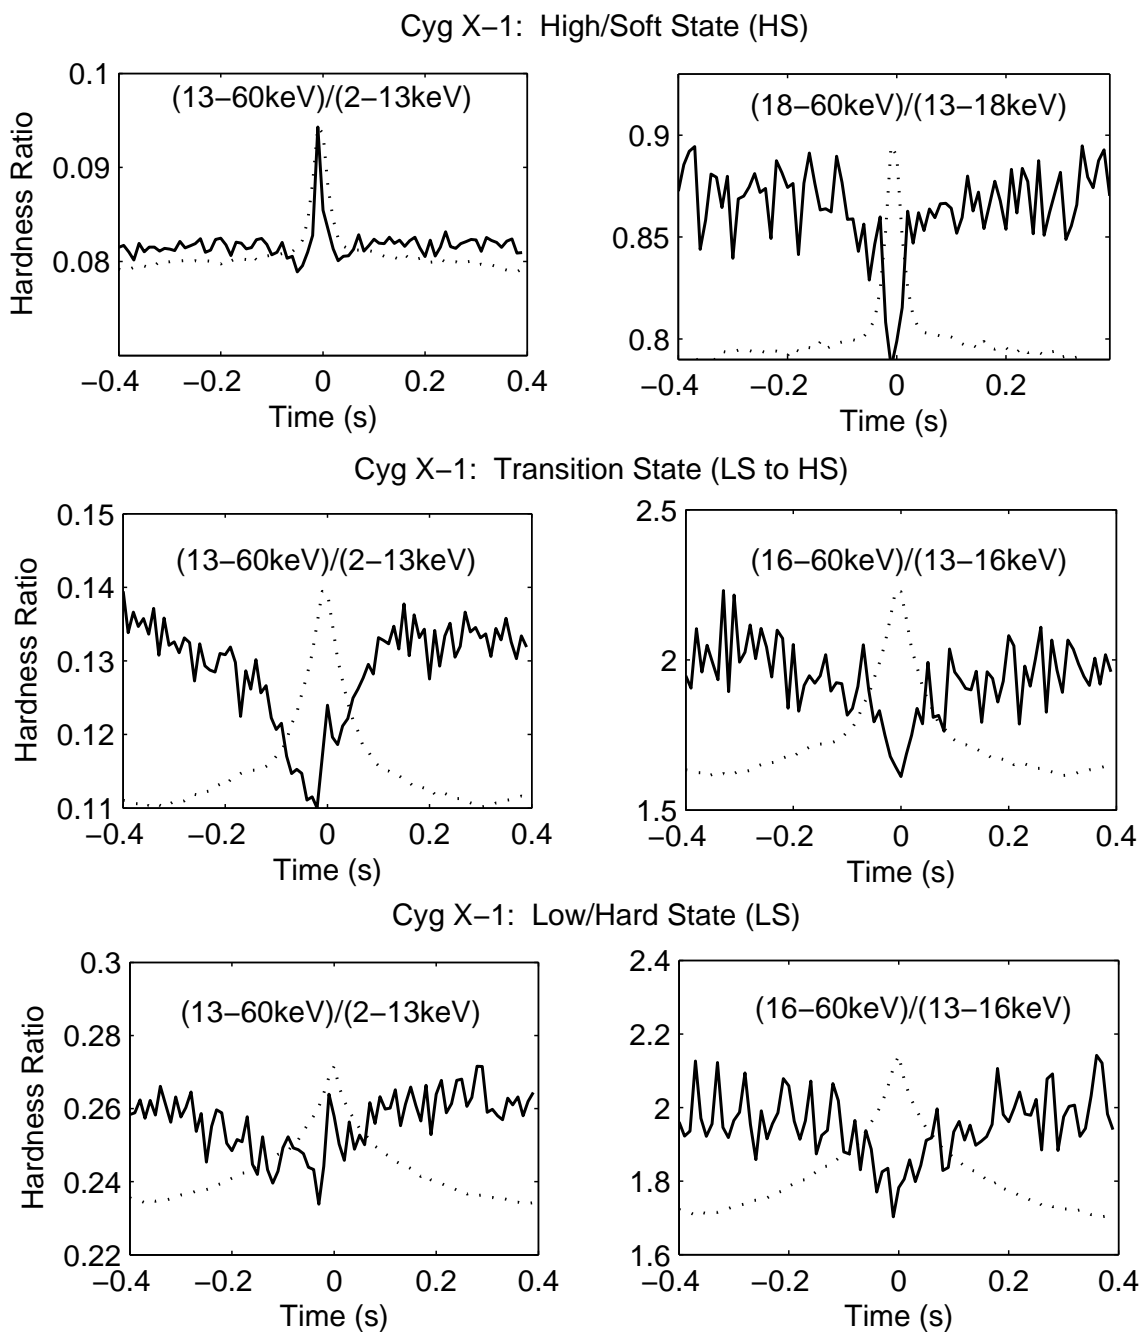 Cyg X−1: High/Soft State (HS)
0.1
0.09
0.08
Hardness Ratio
(13−60keV)/(2−13keV)
−0.4
−0.2
0
0.2
0.4
Time (s)
0.9
0.85
0.8
(18−60keV)/(13−18keV)
−0.4
−0.2
0
0.2
Time (s)
Cyg X−1: Transition State (LS to HS)
0.15
0.14
0.13
0.12
0.11
Hardness Ratio
(13−60keV)/(2−13keV)
−0.4
−0.2
0
0.2
0.4
Time (s)
2.5
2
1.5
(16−60keV)/(13−16keV)
−0.4
−0.2
0
0.2
0.4
Time (s)
Cyg X−1: Low/Hard State (LS)
0.3
0.28
0.26
0.24
0.22
Hardness Ratio
(13−60keV)/(2−13keV)
−0.4
−0.2
0
0.2
0.4
Time (s)
2.4
2.2
2
1.8
1.6
(16−60keV)/(13−16keV)
−0.4
−0.2
0
0.2
0.4
Time (s)